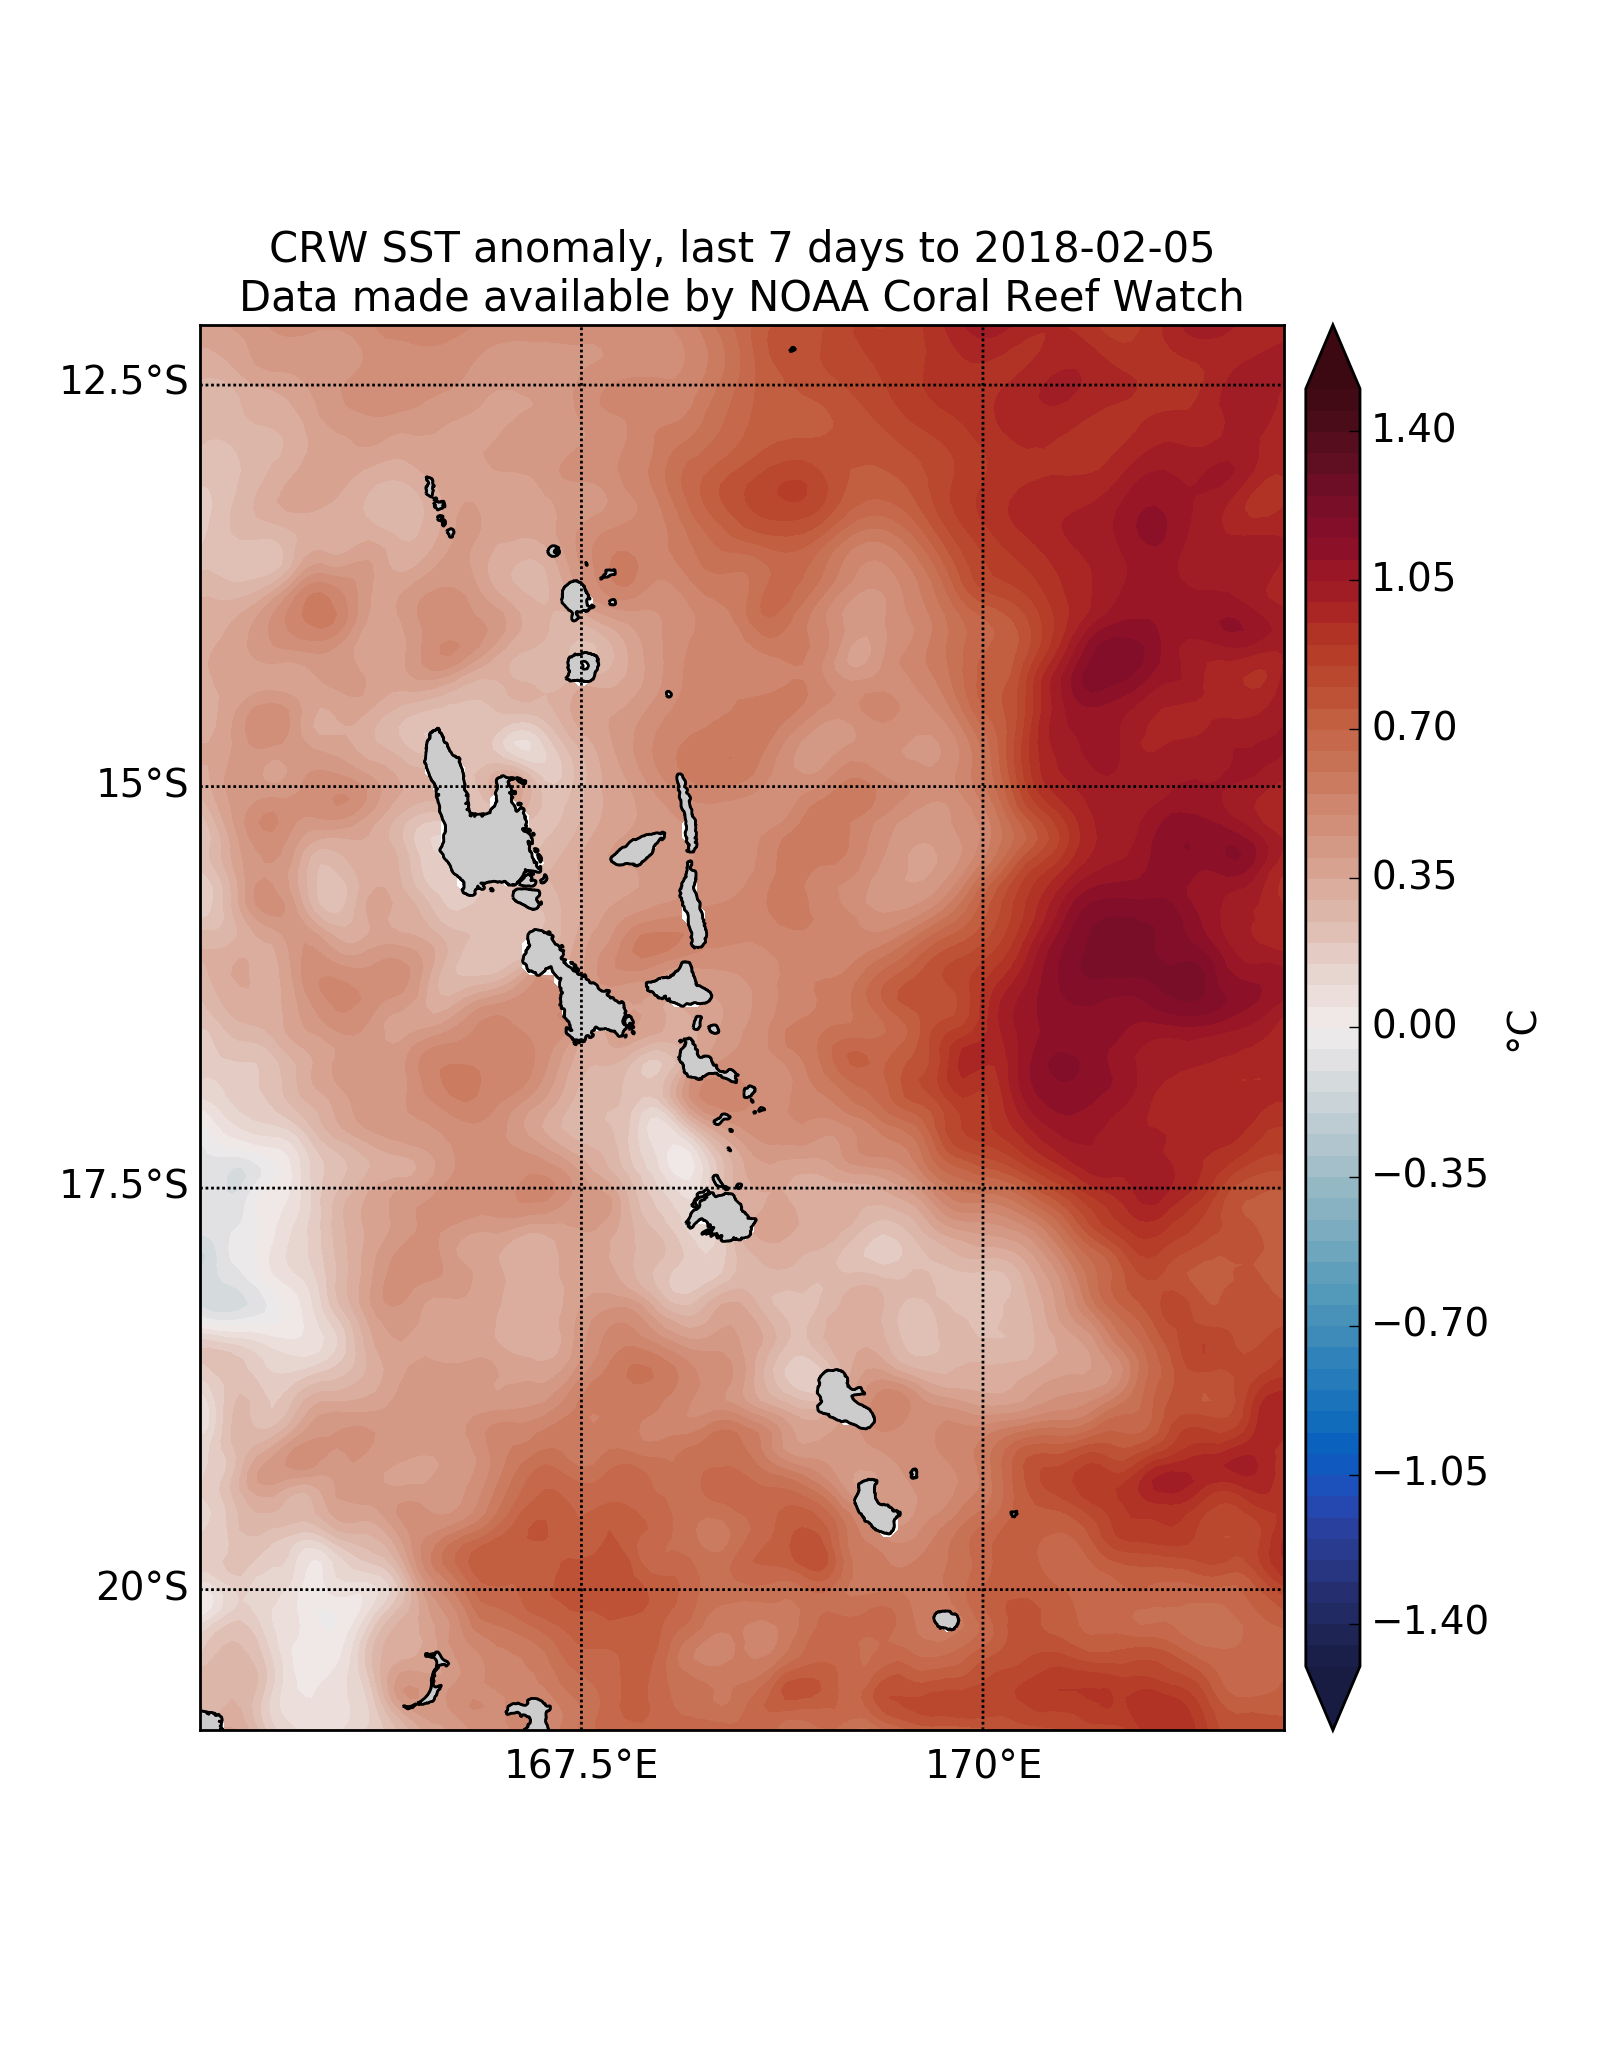 CRW SST anomaly, last 7 days to 2018-02-05
Data made available by NOAA Coral Reef Watch
12.5°S
15°S
17.5°S
20°S
167.5°E
170°E
1.40
1.05
0.70
0.35
0.00
−0.35
−0.70
−1.05
−1.40
°C